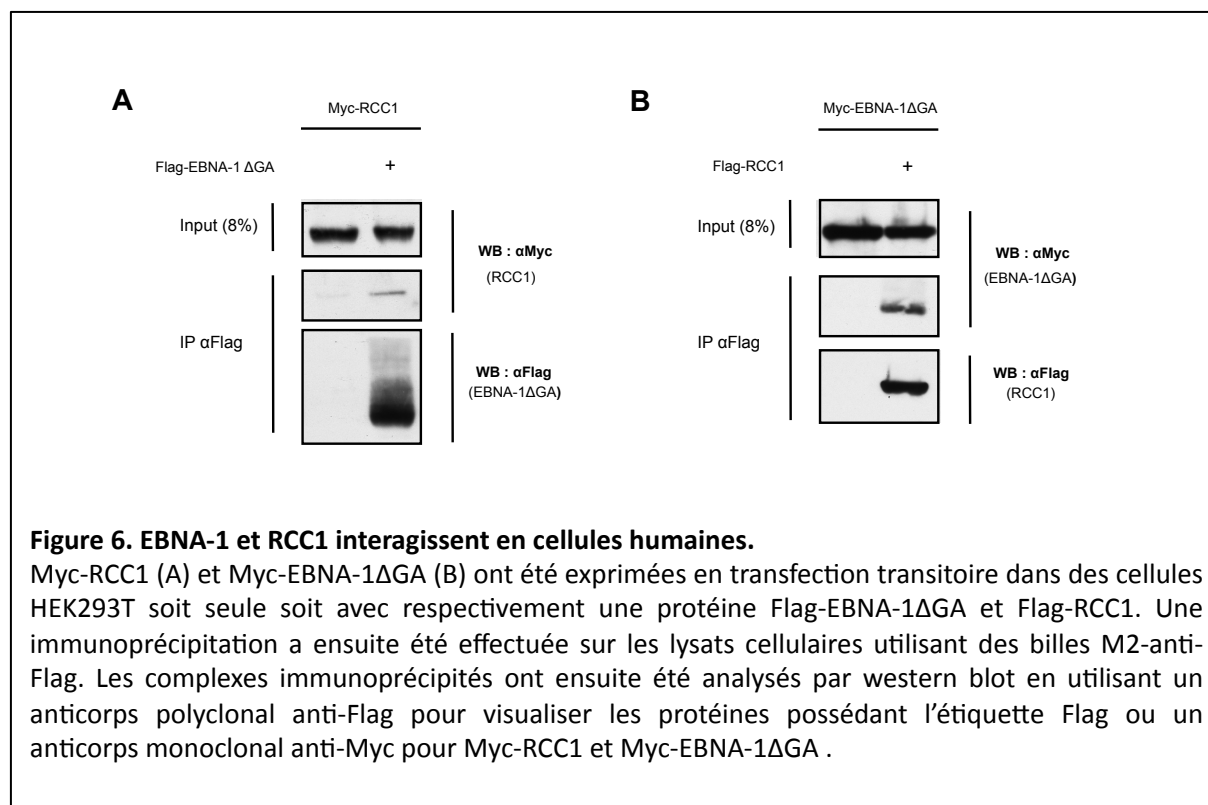 A
Myc-RCC1
Flag-EBNA-1 ΔGA
+
Input (8%)
WB : αMyc
(RCC1)
IP αFlag
WB : αFlag
(EBNA-1ΔGA)
B
Myc-EBNA-1ΔGA
Flag-RCC1
+
Input (8%)
WB : αMyc
(EBNA-1ΔGA)
IP αFlag
WB : αFlag
(RCC1)
Figure 6. EBNA-1 et RCC1 interagissent en cellules humaines.
Myc-RCC1 (A) et Myc-EBNA-1ΔGA (B) ont été exprimées en transfection transitoire dans des cellules
HEK293T soit seule soit avec respectivement une protéine Flag-EBNA-1ΔGA et Flag-RCC1. Une
immunoprécipitation a ensuite été effectuée sur les lysats cellulaires utilisant des billes M2-anti-
Flag. Les complexes immunoprécipités ont ensuite été analysés par western blot en utilisant un
anticorps polyclonal anti-Flag pour visualiser les protéines possédant l’étiquette Flag ou un
anticorps monoclonal anti-Myc pour Myc-RCC1 et Myc-EBNA-1ΔGA .